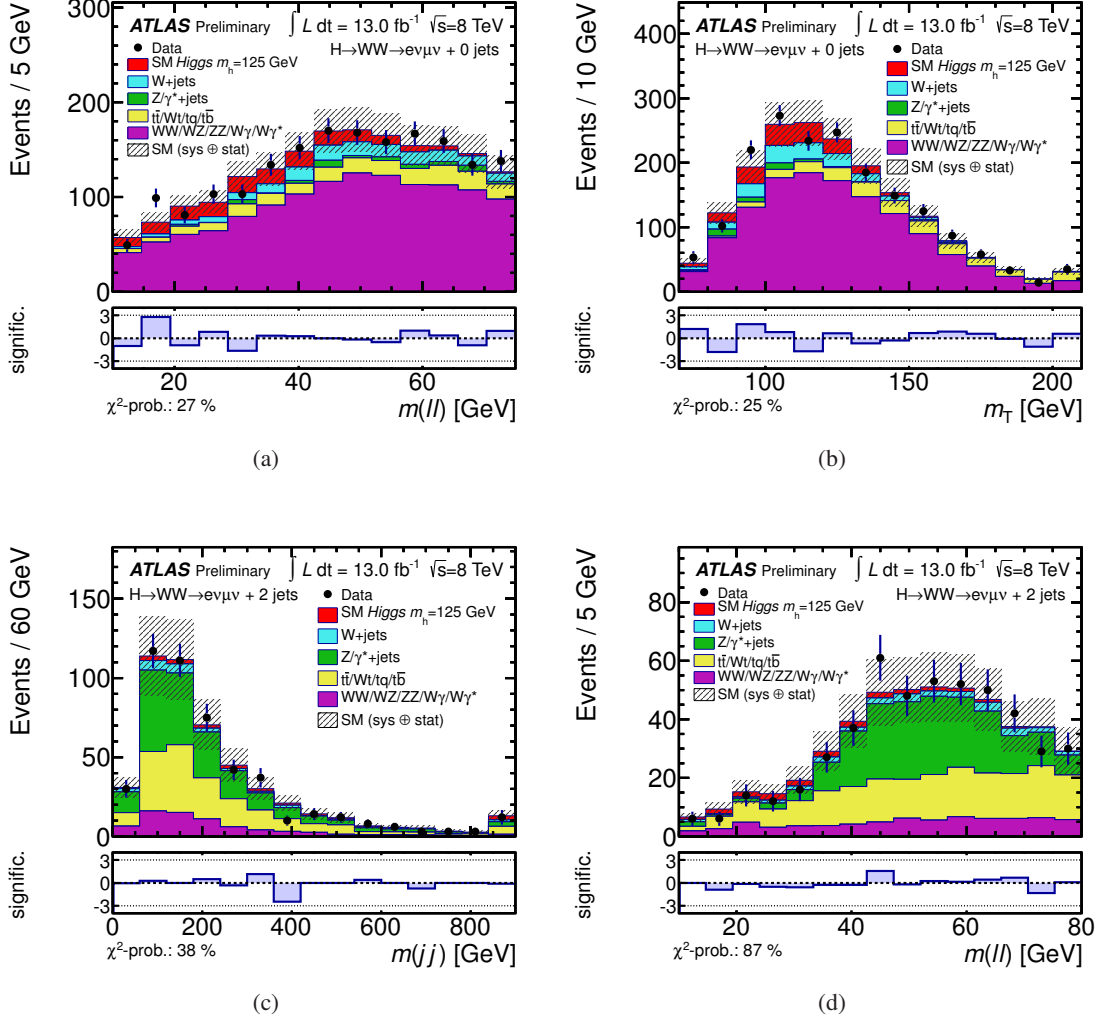 Events / 5 GeV
300
200
100
0
ATLAS Preliminary ∫ L dt = 13.0 fb⁻¹ √s=8 TeV
H→WW→eνμν + 0 jets
Data
SM Higgs m_h=125 GeV
W+jets
Z/γ*+jets
tt̄/Wt/tq/tb̄
WW/WZ/ZZ/Wγ/Wγ*
SM (sys ⊕ stat)
signific.
3
0
-3
20 40 60
χ²-prob.: 27 %
m(ll) [GeV]
(a)
Events / 10 GeV
400
300
200
100
0
ATLAS Preliminary ∫ L dt = 13.0 fb⁻¹ √s=8 TeV
H→WW→eνμν + 0 jets
Data
SM Higgs m_h=125 GeV
W+jets
Z/γ*+jets
tt̄/Wt/tq/tb̄
WW/WZ/ZZ/Wγ/Wγ*
SM (sys ⊕ stat)
signific.
3
0
-3
100 150 200
χ²-prob.: 25 %
m_T [GeV]
(b)
Events / 60 GeV
150
100
50
0
ATLAS Preliminary ∫ L dt = 13.0 fb⁻¹ √s=8 TeV
H→WW→eνμν + 2 jets
Data
SM Higgs m_h=125 GeV
W+jets
Z/γ*+jets
tt̄/Wt/tq/tb̄
WW/WZ/ZZ/Wγ/Wγ*
SM (sys ⊕ stat)
signific.
3
0
-3
0 200 400 600 800
χ²-prob.: 38 %
m(jj) [GeV]
(c)
Events / 5 GeV
80
60
40
20
0
ATLAS Preliminary ∫ L dt = 13.0 fb⁻¹ √s=8 TeV
Data
H→WW→eνμν + 2 jets
SM Higgs m_h=125 GeV
W+jets
Z/γ*+jets
tt̄/Wt/tq/tb̄
WW/WZ/ZZ/Wγ/Wγ*
SM (sys ⊕ stat)
signific.
3
0
-3
20 40 60 80
χ²-prob.: 87 %
m(ll) [GeV]
(d)